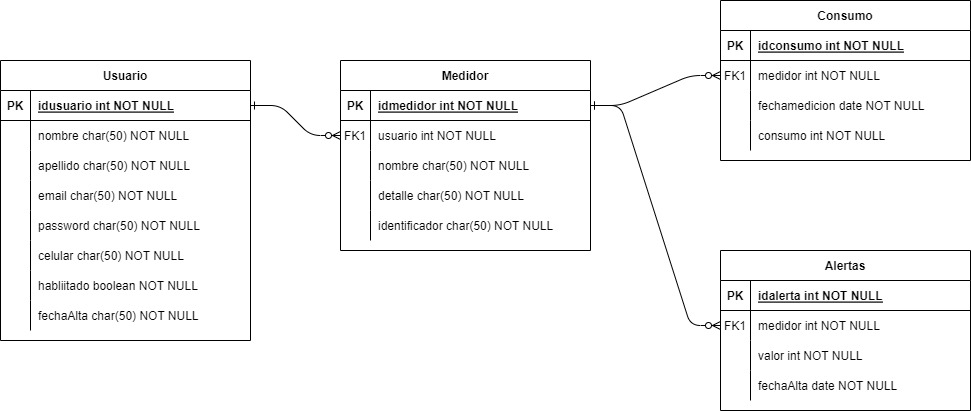 Usuario
PK idusuario int NOT NULL
nombre char(50) NOT NULL
apellido char(50) NOT NULL
email char(50) NOT NULL
password char(50) NOT NULL
celular char(50) NOT NULL
habliitado boolean NOT NULL
fechaAlta char(50) NOT NULL
Medidor
PK idmedidor int NOT NULL
FK1 usuario int NOT NULL
nombre char(50) NOT NULL
detalle char(50) NOT NULL
identificador char(50) NOT NULL
Consumo
PK idconsumo int NOT NULL
FK1 medidor int NOT NULL
fechamedicion date NOT NULL
consumo int NOT NULL
Alertas
PK idalerta int NOT NULL
FK1 medidor int NOT NULL
valor int NOT NULL
fechaAlta date NOT NULL